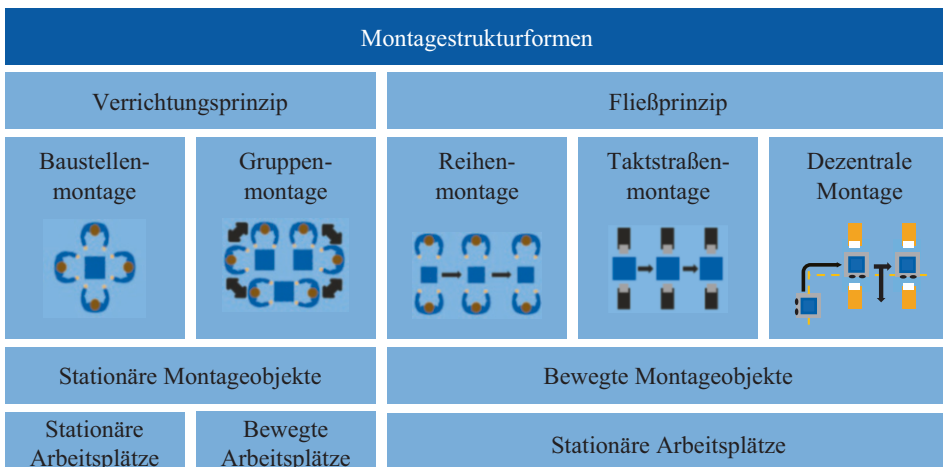 Montagestrukturformen
Verrichtungsprinzip
Fließprinzip
Baustellen-
montage
Gruppen-
montage
Reihen-
montage
Taktstraßen-
montage
Dezentrale
Montage
Stationäre Montageobjekte
Bewegte Montageobjekte
Stationäre
Arbeitsplätze
Bewegte
Arbeitsplätze
Stationäre Arbeitsplätze